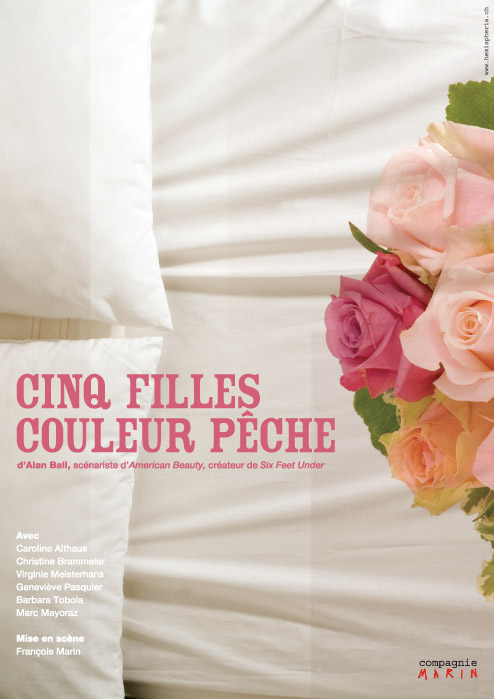 www.hemispheria.ch
CINQ FILLES
COULEUR PÊCHE
d'Alan Ball, scénariste d'American Beauty, créateur de Six Feet Under
Avec
Caroline Althaus
Christine Brammeier
Virginie Meisterhans
Geneviève Pasquier
Barbara Tobola
Marc Mayoraz
Mise en scène
François Marin
compagnie
MARIN